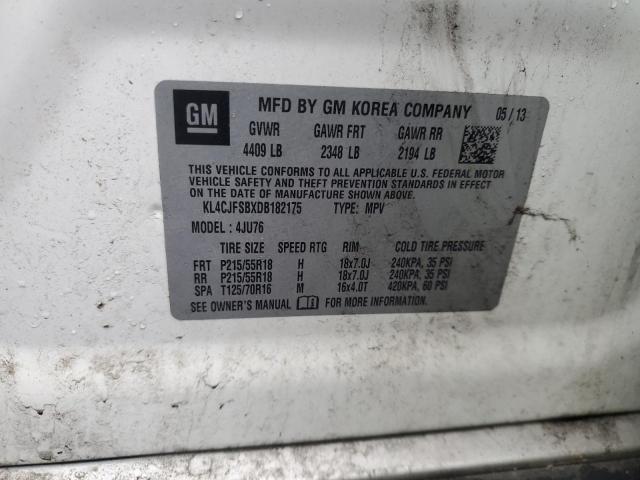 GM
MFD BY GM KOREA COMPANY 05/13
GVWR GAWR FRT GAWR RR
4409 LB 2348 LB 2194 LB
THIS VEHICLE CONFORMS TO ALL APPLICABLE U.S. FEDERAL MOTOR
VEHICLE SAFETY AND THEFT PREVENTION STANDARDS IN EFFECT
ON THE DATE OF MANUFACTURE SHOWN ABOVE.
KL4CJFSBXDB182175 TYPE: MPV
MODEL : 4JU76
TIRE SIZE SPEED RTG RIM COLD TIRE PRESSURE
FRT P215/55R18 H 18x7.0J 240KPA, 35 PSI
RR P215/55R18 H 18x7.0J 240KPA, 35 PSI
SPA T125/70R16 M 16x4.0T 420KPA, 60 PSI
SEE OWNER'S MANUAL FOR MORE INFORMATION.